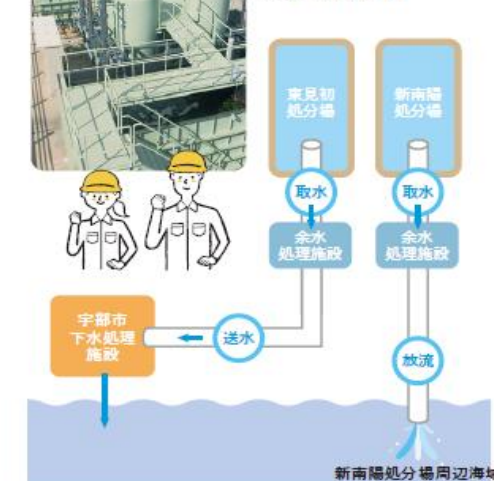 東見初
処分場
新南陽
処分場
取水
取水
余水
処理施設
余水
処理施設
宇部市
下水処理
施設
送水
放流
新南陽処分場周辺海域